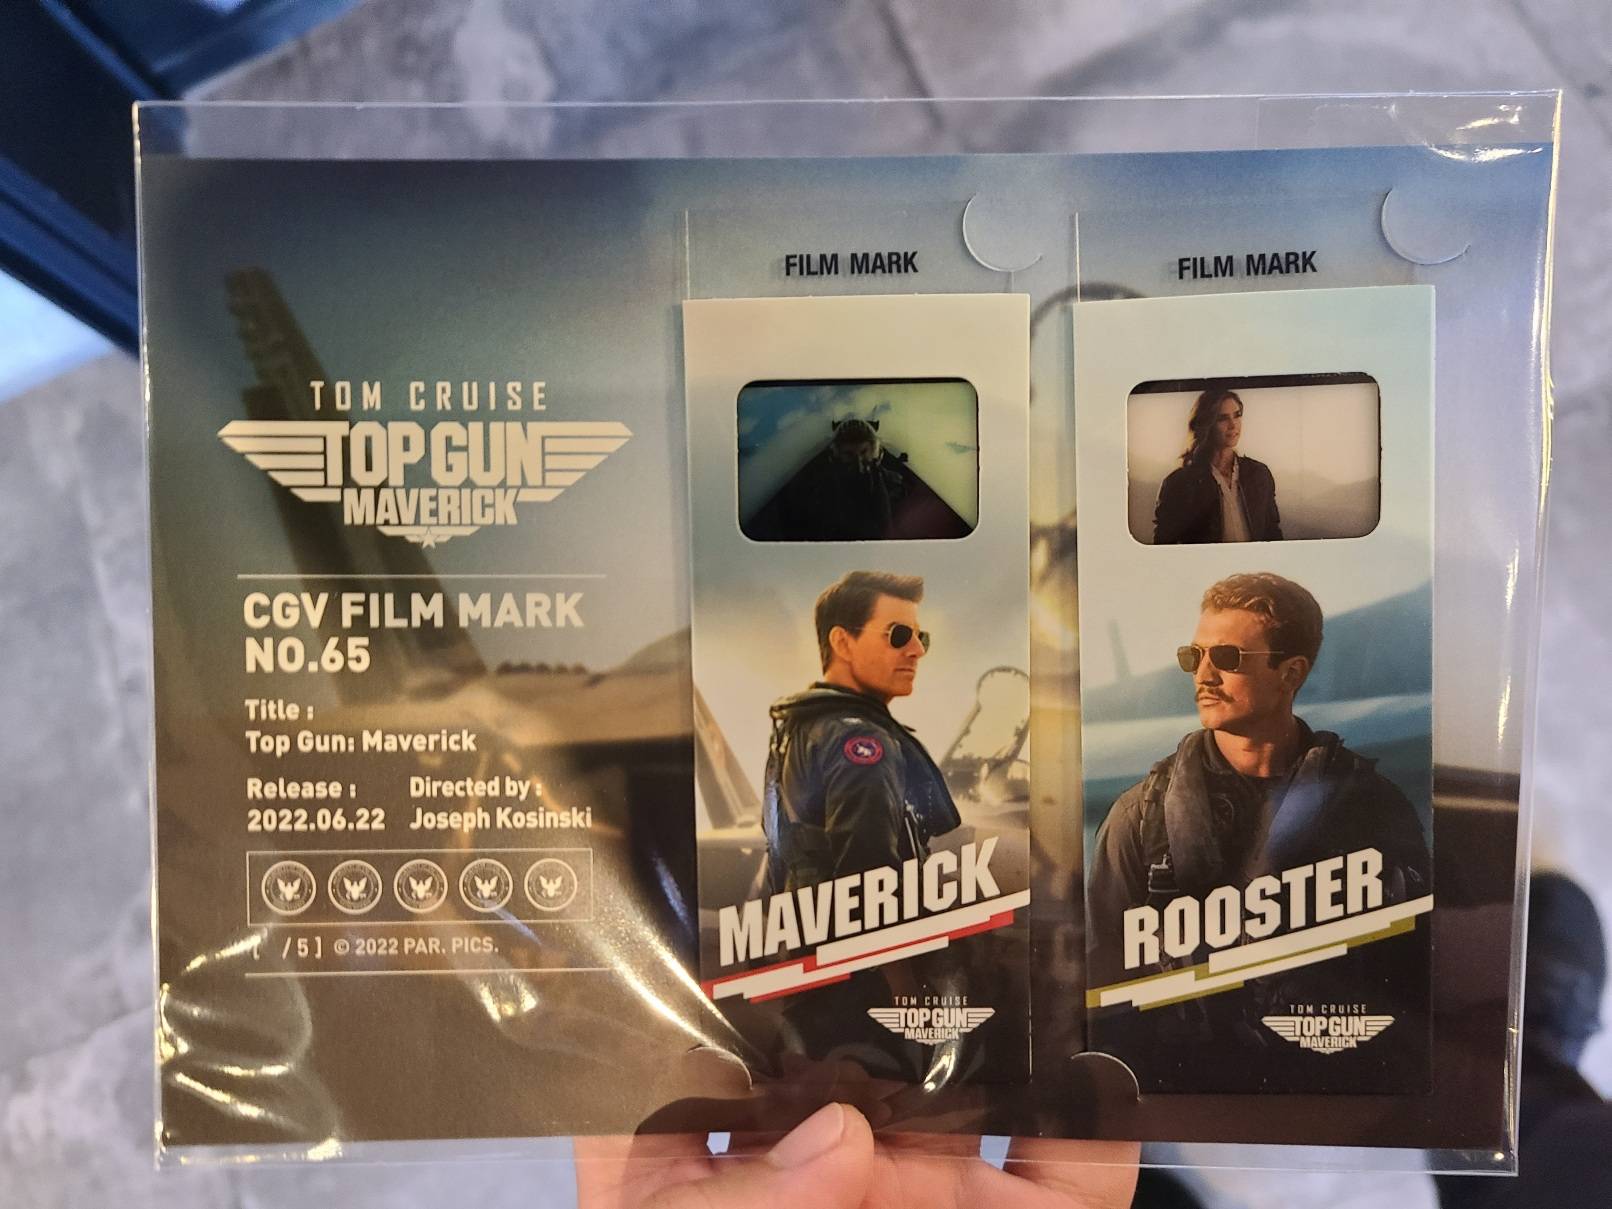 TOM CRUISE
TOP GUN
MAVERICK
CGV FILM MARK
NO.65
Title :
Top Gun: Maverick
Release :
2022.06.22
Directed by :
Joseph Kosinski
[ /5] © 2022 PAR. PICS.
FILM MARK
MAVERICK
TOM CRUISE
TOP GUN
MAVERICK
FILM MARK
ROOSTER
TOM CRUISE
TOP GUN
MAVERICK